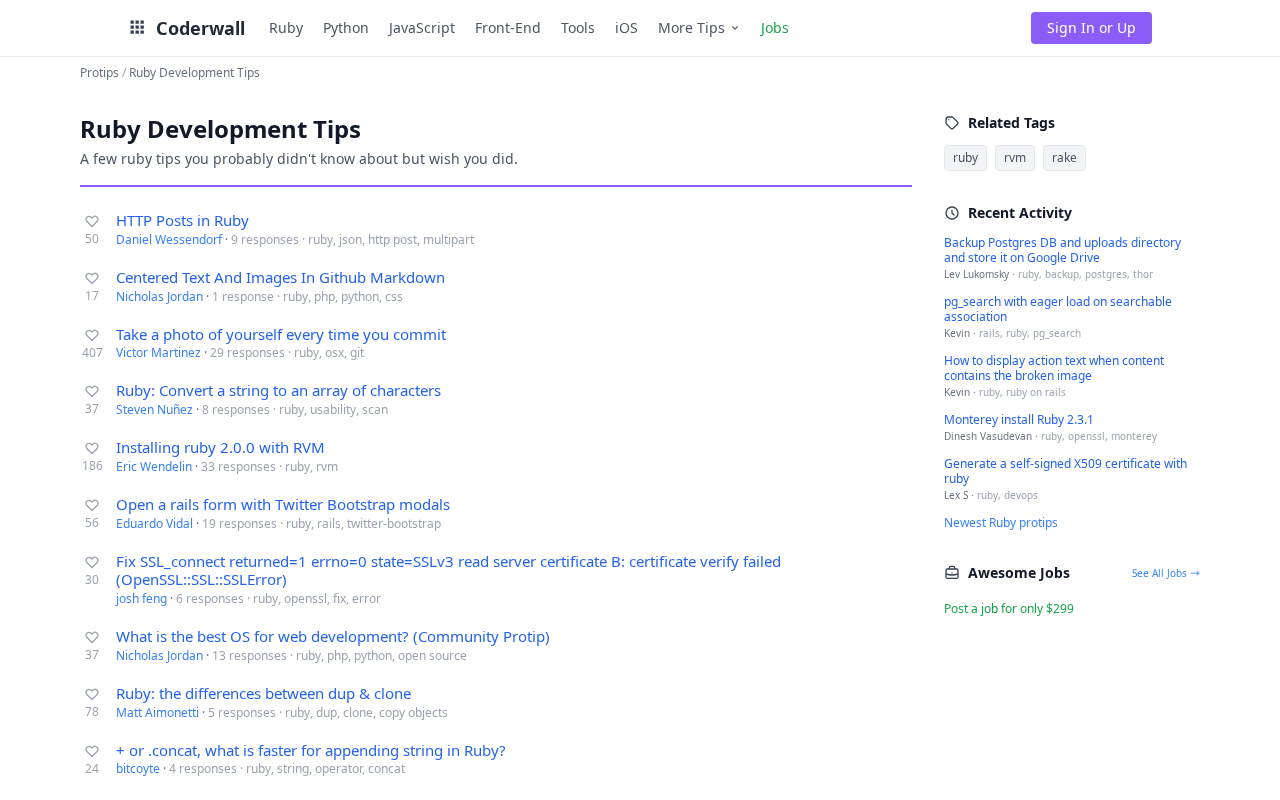 Coderwall Ruby Python JavaScript Front-End Tools iOS More Tips Jobs Sign In or Up
Protips / Ruby Development Tips
Ruby Development Tips
A few ruby tips you probably didn't know about but wish you did.
HTTP Posts in Ruby
50 Daniel Wessendorf · 9 responses · ruby, json, http post, multipart
Centered Text And Images In Github Markdown
17 Nicholas Jordan · 1 response · ruby, php, python, css
Take a photo of yourself every time you commit
407 Victor Martinez · 29 responses · ruby, osx, git
Ruby: Convert a string to an array of characters
37 Steven Nuñez · 8 responses · ruby, usability, scan
Installing ruby 2.0.0 with RVM
186 Eric Wendelin · 33 responses · ruby, rvm
Open a rails form with Twitter Bootstrap modals
56 Eduardo Vidal · 19 responses · ruby, rails, twitter-bootstrap
Fix SSL_connect returned=1 errno=0 state=SSLv3 read server certificate B: certificate verify failed
30 (OpenSSL::SSL::SSLError)
josh feng · 6 responses · ruby, openssl, fix, error
What is the best OS for web development? (Community Protip)
37 Nicholas Jordan · 13 responses · ruby, php, python, open source
Ruby: the differences between dup & clone
78 Matt Aimonetti · 5 responses · ruby, dup, clone, copy objects
+ or .concat, what is faster for appending string in Ruby?
24 bitcoyte · 4 responses · ruby, string, operator, concat
Related Tags
ruby rvm rake
Recent Activity
Backup Postgres DB and uploads directory
and store it on Google Drive
Lev Lukomsky · ruby, backup, postgres, thor
pg_search with eager load on searchable
association
Kevin · rails, ruby, pg_search
How to display action text when content
contains the broken image
Kevin · ruby, ruby on rails
Monterey install Ruby 2.3.1
Dinesh Vasudevan · ruby, openssl, monterey
Generate a self-signed X509 certificate with
ruby
Lex S · ruby, devops
Newest Ruby protips
Awesome Jobs See All Jobs →
Post a job for only $299